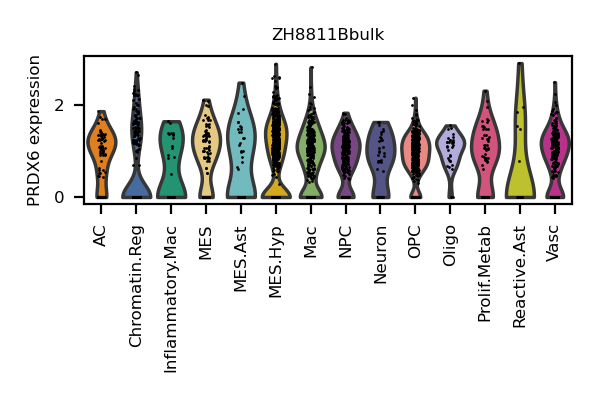 ZH8811Bbulk
PRDX6 expression
2
0
AC
Chromatin.Reg
Inflammatory.Mac
MES
MES.Ast
MES.Hyp
Mac
NPC
Neuron
OPC
Oligo
Prolif.Metab
Reactive.Ast
Vasc